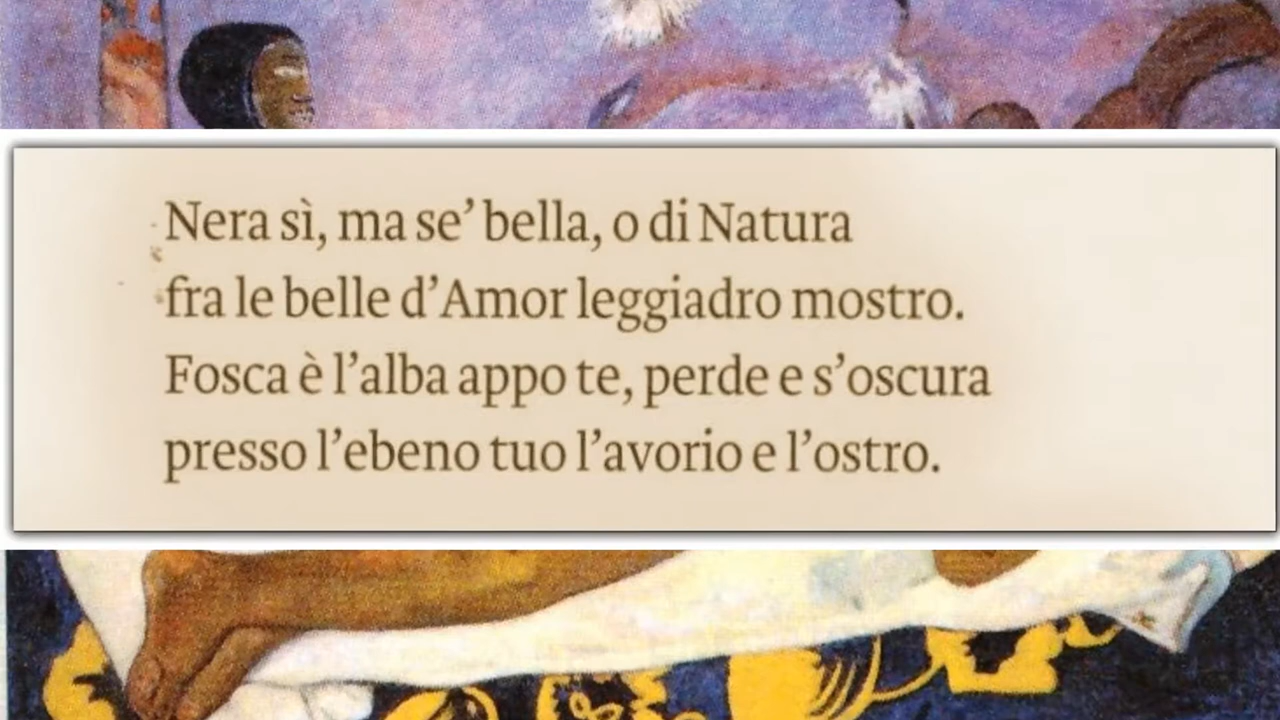 Nera sì, ma se’ bella, o di Natura
fra le belle d’Amor leggiadro mostro.
Fosca è l’alba appo te, perde e s’oscura
presso l’ebeno tuo l’avorio e l’ostro.